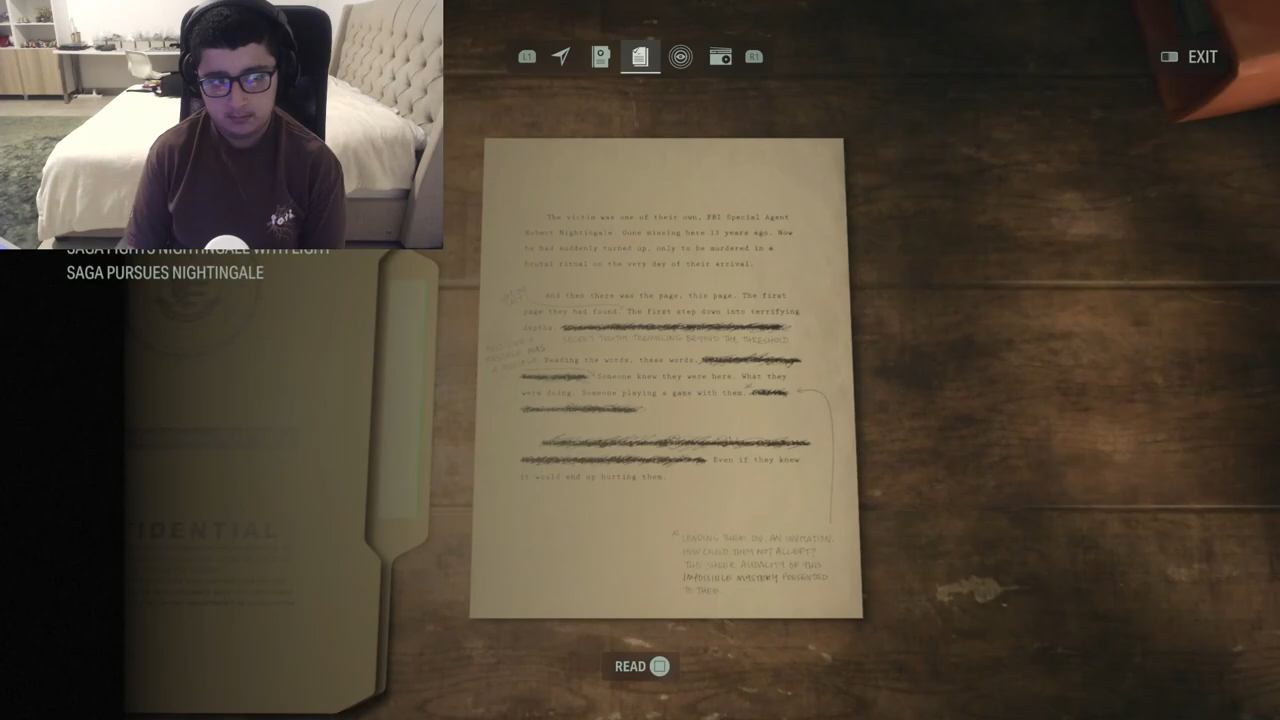 L1
R1
EXIT
SAGA FIGHTS NIGHTINGALE WITH LIGHT
SAGA PURSUES NIGHTINGALE
IDENTIAL
The victim was one of their own, FBI Special Agent
Robert Nightingale. Gone missing here 13 years ago. Now
he had suddenly turned up, only to be murdered in a
brutal ritual on the very day of their arrival.
And then there was the page, this page. The first
page they had found. The first step down into terrifying
depths.
SECRET TRUTH TREMBLING BEYOND THE THRESHOLD.
Reading the words, these words,
Someone knew they were here. What they
were doing. Someone playing a game with them.
Even if they knew
it would end up hurting them.
LEADING THEM ON. AN INVITATION.
HOW COULD THEY NOT ACCEPT?
THE SHEER AUDACITY OF THIS
IMPOSSIBLE MYSTERY PRESENTED
TO THEM.
READ